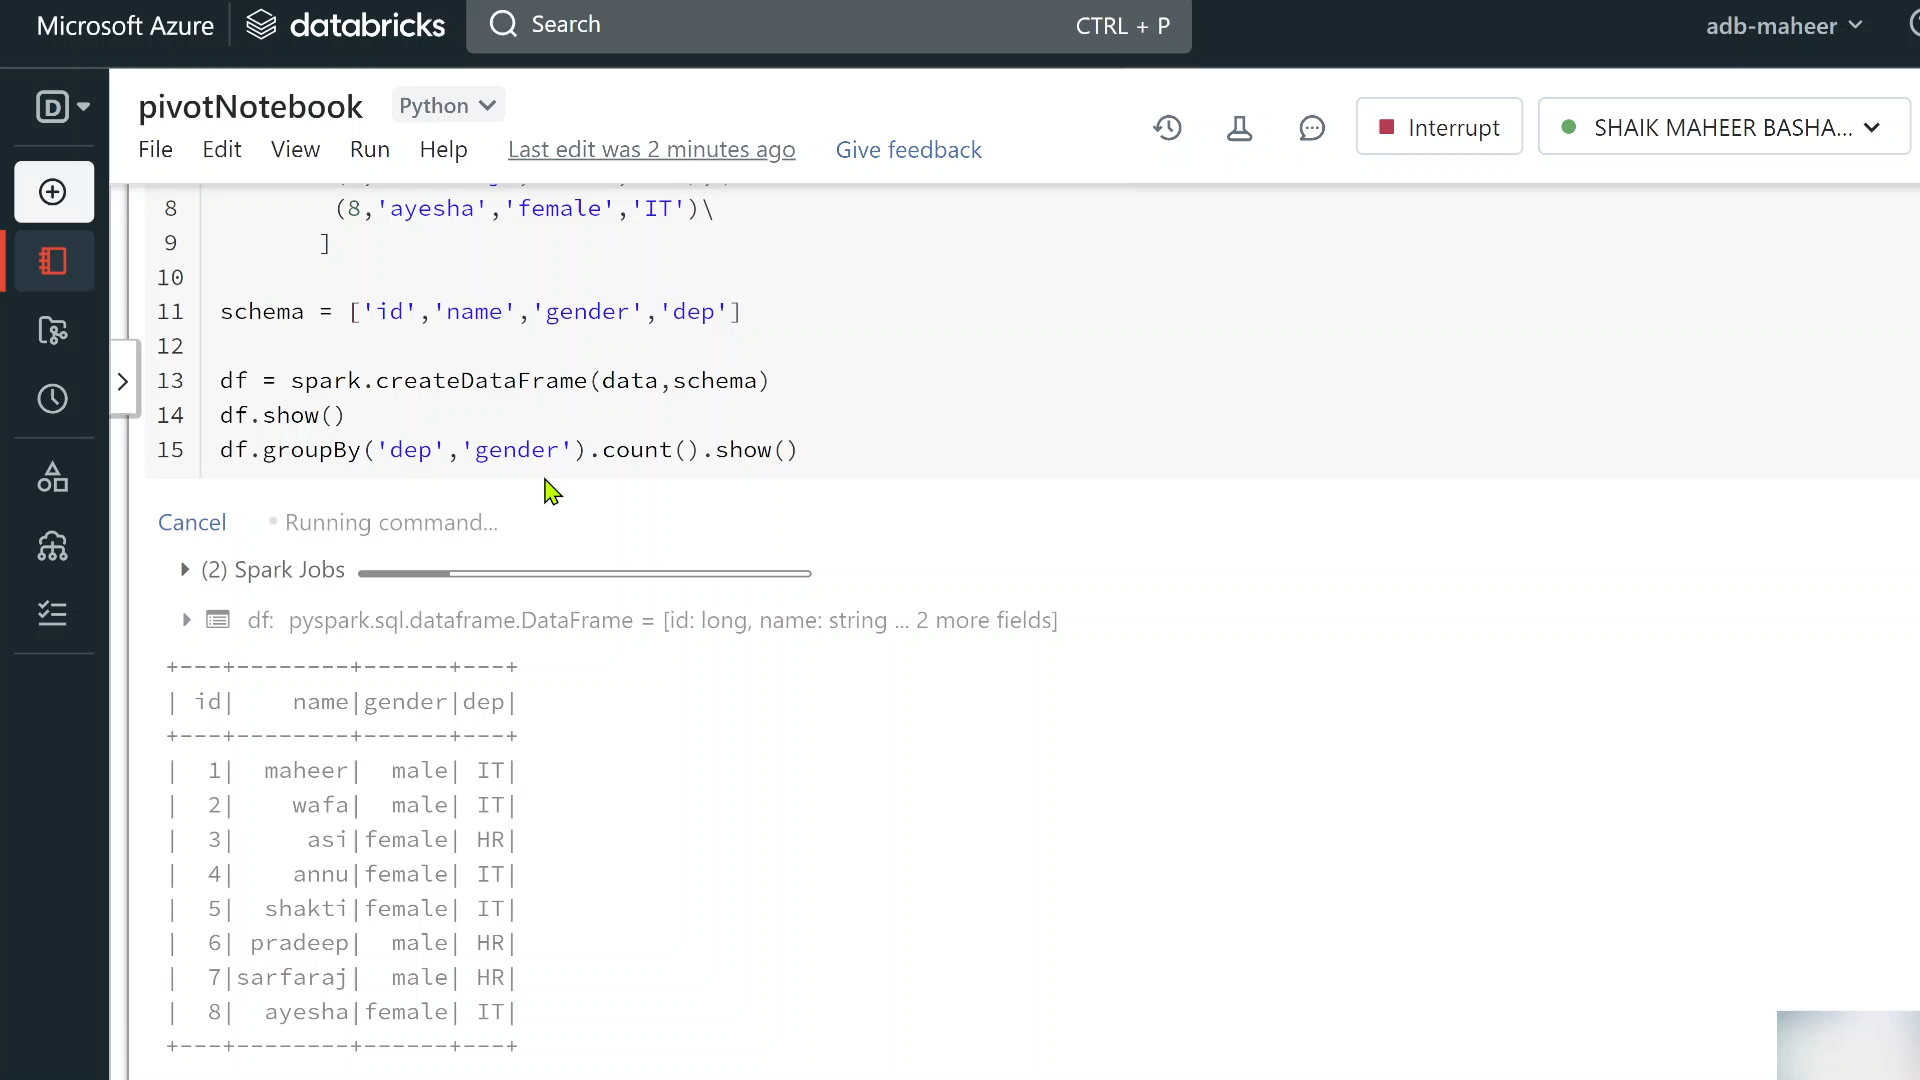 Microsoft Azure databricks Search CTRL + P adb-maheer
pivotNotebook Python
File Edit View Run Help Last edit was 2 minutes ago Give feedback
Interrupt SHAIK MAHEER BASHA...
8 (8,'ayesha','female','IT')\
9 ]
10
11 schema = ['id','name','gender','dep']
12
13 df = spark.createDataFrame(data,schema)
14 df.show()
15 df.groupBy('dep','gender').count().show()
Cancel Running command...
(2) Spark Jobs
df: pyspark.sql.dataframe.DataFrame = [id: long, name: string ... 2 more fields]
+---+--------+------+---+
| id|    name|gender|dep|
+---+--------+------+---+
|  1|  maheer|  male| IT|
|  2|    wafa|  male| IT|
|  3|     asi|female| HR|
|  4|    annu|female| IT|
|  5|  shakti|female| IT|
|  6| pradeep|  male| HR|
|  7|sarfaraj|  male| HR|
|  8|  ayesha|female| IT|
+---+--------+------+---+